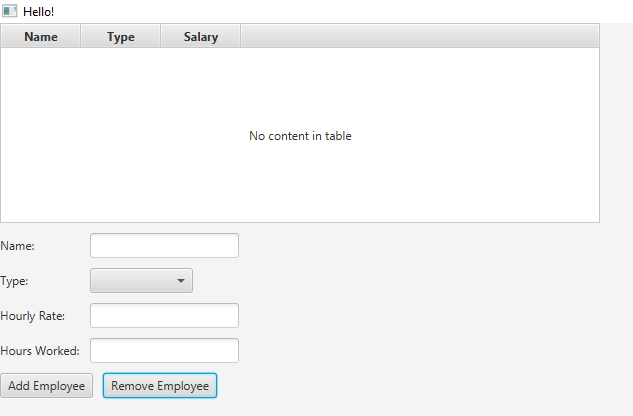 Hello!
Name Type Salary
No content in table
Name:
Type:
Hourly Rate:
Hours Worked:
Add Employee Remove Employee